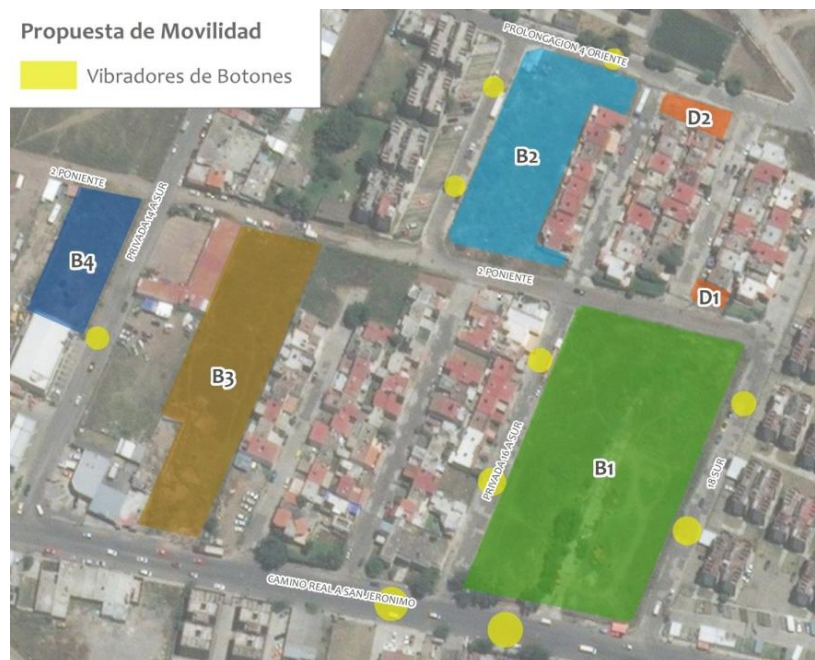 Propuesta de Movilidad
Vibradores de Botones
PROLONGACION 4 ORIENTE
D2
B2
2 PONIENTE
PRIVADA 14 A SUR
B4
2 PONIENTE
D1
B3
B1
PRIVADA 16 A SUR
18 SUR
CAMINO REAL A SAN JERONIMO